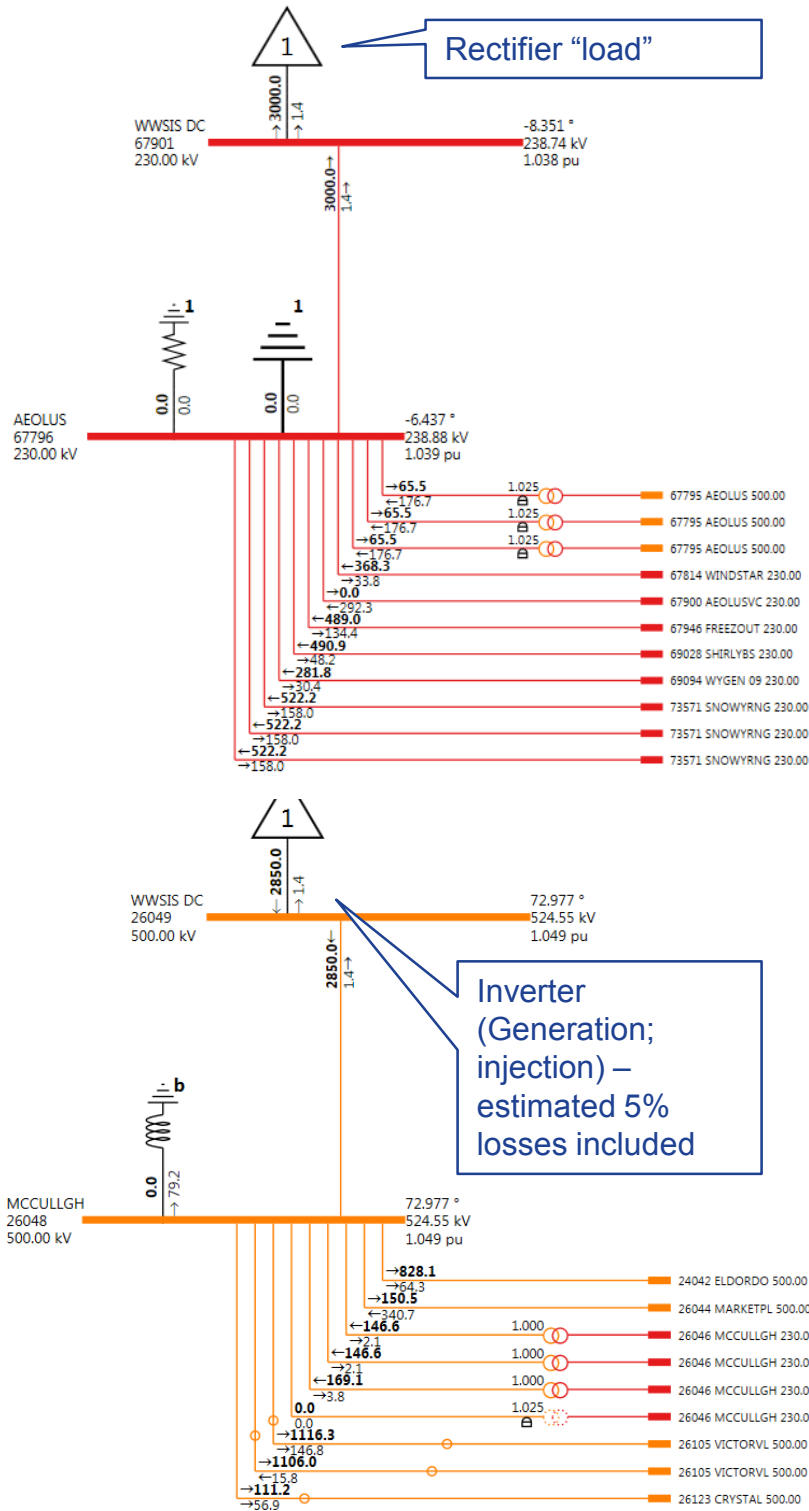 1
Rectifier “load”
→ 3000.0
→ 1.4
WWSIS DC
67901
230.00 kV
-8.351 °
238.74 kV
1.038 pu
3000.0→
1.4→
1
1
0.0
0.0
0.0
0.0
AEOLUS
67796
230.00 kV
-6.437 °
238.88 kV
1.039 pu
→65.5
←176.7
1.025
67795 AEOLUS 500.00
→65.5
←176.7
1.025
67795 AEOLUS 500.00
→65.5
←176.7
1.025
67795 AEOLUS 500.00
←368.3
→33.8
67814 WINDSTAR 230.00
→0.0
←292.3
67900 AEOLUSVC 230.00
←489.0
→134.4
67946 FREEZOUT 230.00
←490.9
→48.2
69028 SHIRLYBS 230.00
←281.8
→30.4
69094 WYGEN 09 230.00
←522.2
→158.0
73571 SNOWYRNG 230.00
←522.2
→158.0
73571 SNOWYRNG 230.00
←522.2
→158.0
73571 SNOWYRNG 230.00
1
← 2850.0
→ 1.4
WWSIS DC
26049
500.00 kV
72.977 °
524.55 kV
1.049 pu
2850.0←
1.4→
Inverter
(Generation;
injection) –
estimated 5%
losses included
b
0.0
→ 79.2
MCCULLGH
26048
500.00 kV
72.977 °
524.55 kV
1.049 pu
→828.1
→64.3
24042 ELDORDO 500.00
→150.5
←340.7
26044 MARKETPL 500.00
←146.6
→2.1
1.000
26046 MCCULLGH 230.0
←146.6
→2.1
1.000
26046 MCCULLGH 230.0
←169.1
→3.8
1.000
26046 MCCULLGH 230.0
0.0
0.0
1.025
26046 MCCULLGH 230.0
→1116.3
→146.8
26105 VICTORVL 500.00
→1106.0
←15.8
26105 VICTORVL 500.00
→111.2
→56.9
26123 CRYSTAL 500.00